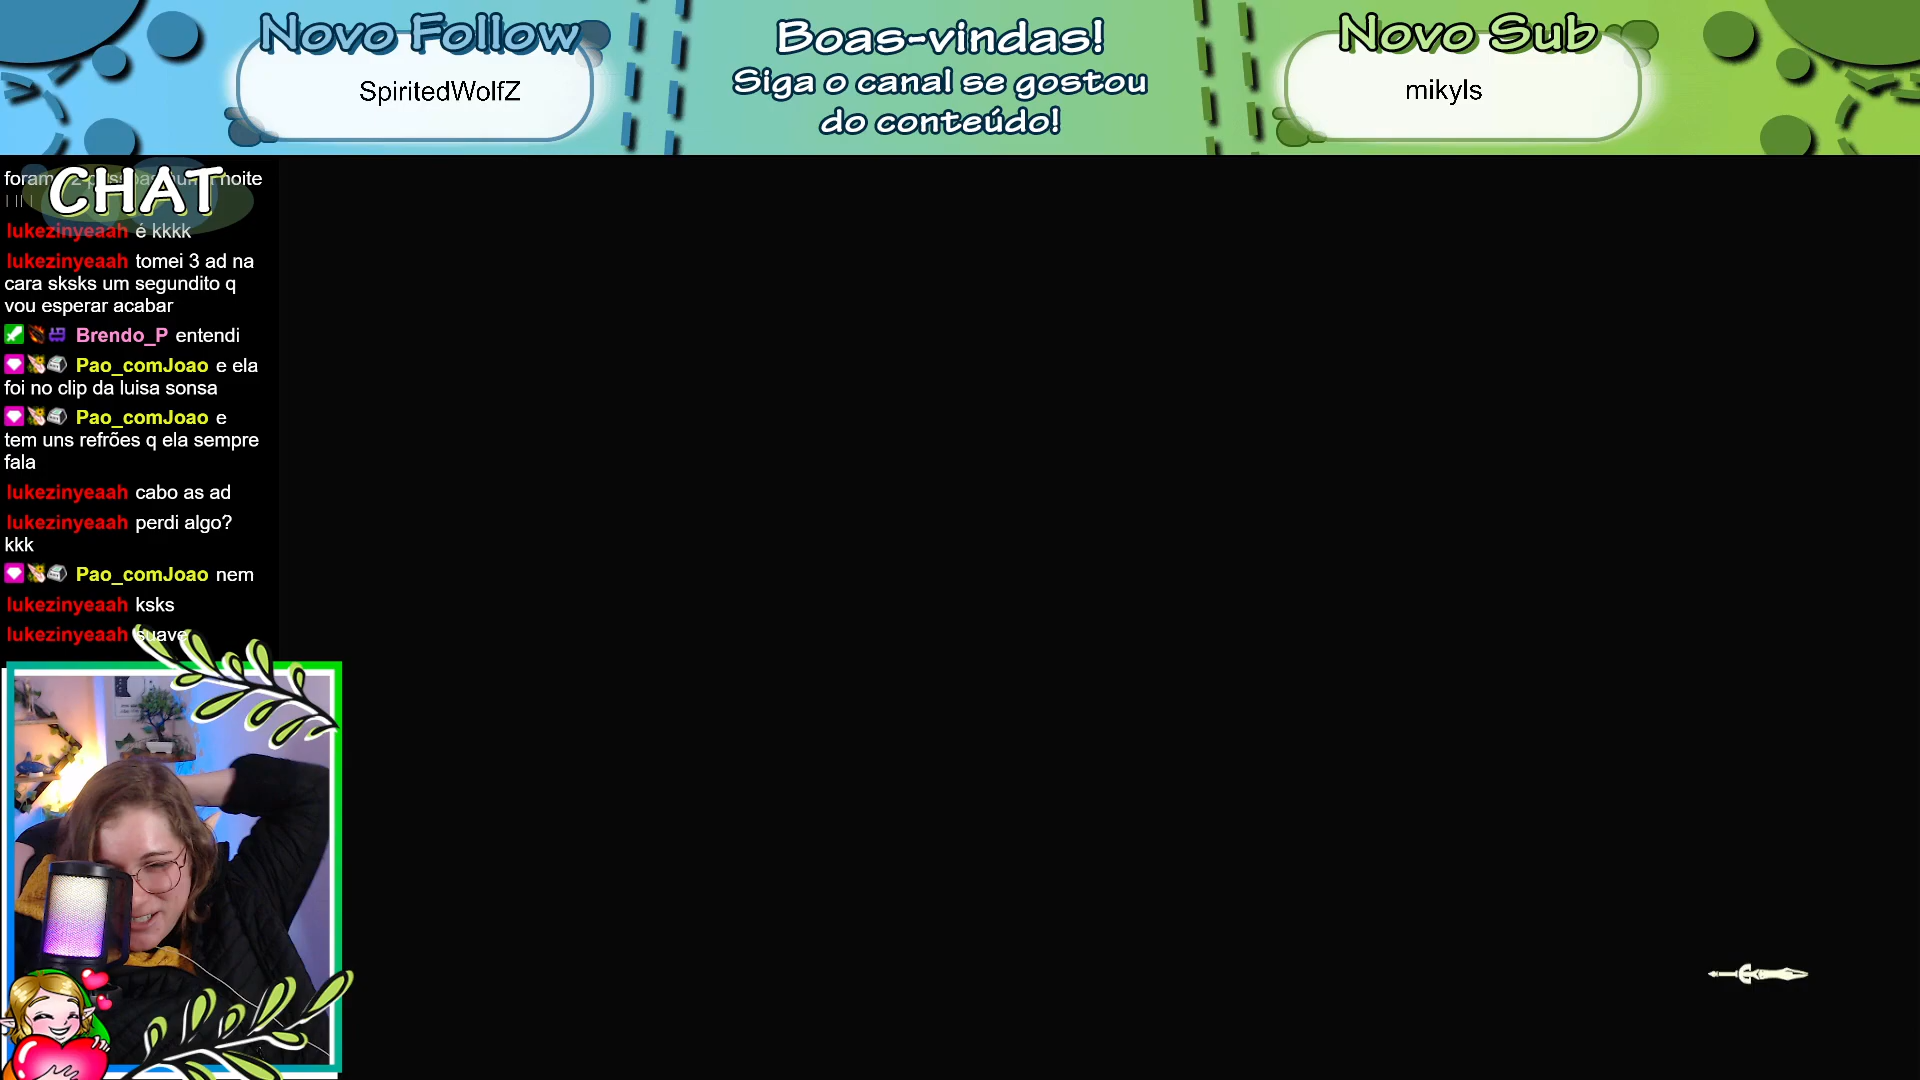 Novo Follow
SpiritedWolfZ
Boas-vindas!
Siga o canal se gostou
do conteúdo!
Novo Sub
mikyls
CHAT
foram noite
lukezinyeaah é kkkk
lukezinyeaah tomei 3 ad na
cara sksks um segundito q
vou esperar acabar
Brendo_P entendi
Pao_comJoao e ela
foi no clip da luisa sonsa
Pao_comJoao e
tem uns refrões q ela sempre
fala
lukezinyeaah cabo as ad
lukezinyeaah perdi algo?
kkk
Pao_comJoao nem
lukezinyeaah ksks
lukezinyeaah suave